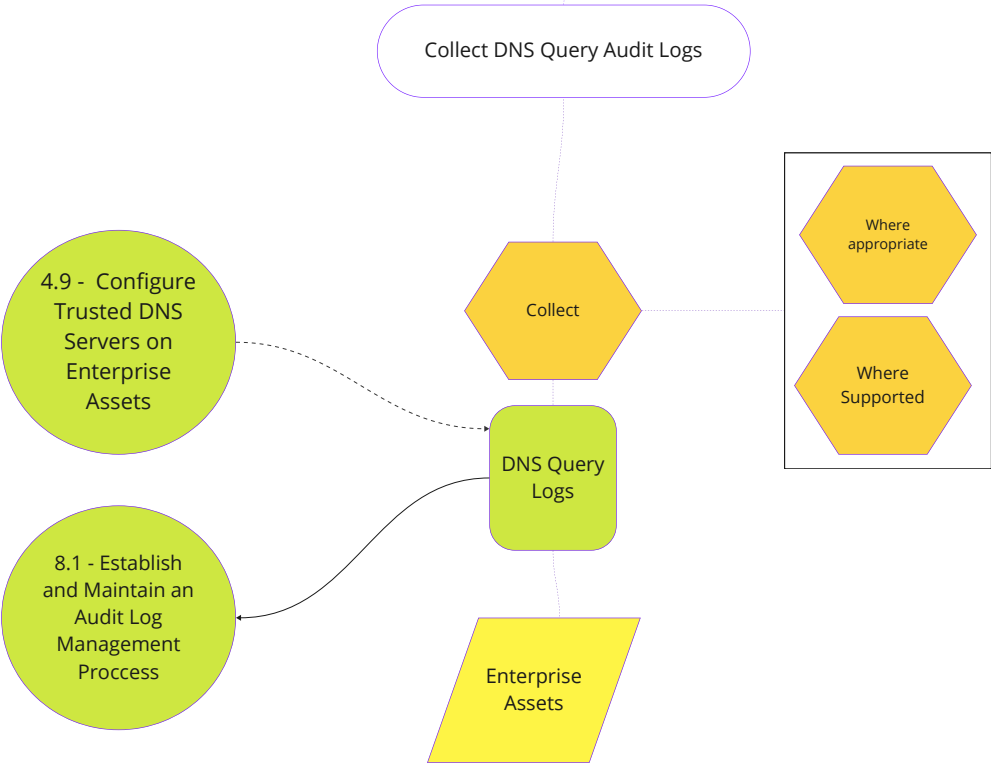 Collect DNS Query Audit Logs
Where
appropriate
4.9 -  Configure
Trusted DNS
Servers on
Enterprise
Assets
Collect
Where
Supported
DNS Query
Logs
8.1 - Establish
and Maintain an
Audit Log
Management
Proccess
Enterprise
Assets